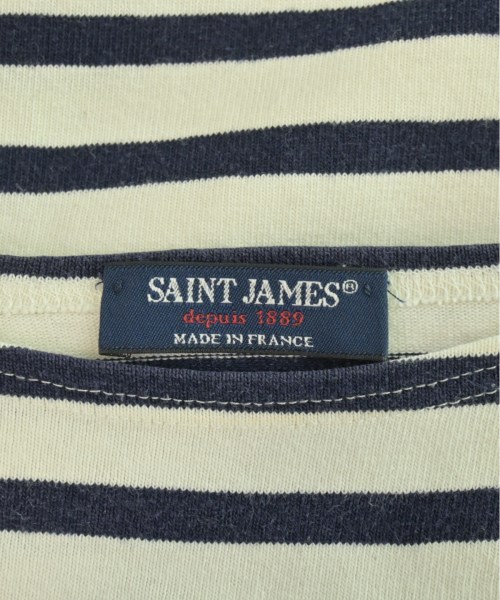 SAINT JAMES®
depuis 1889
MADE IN FRANCE